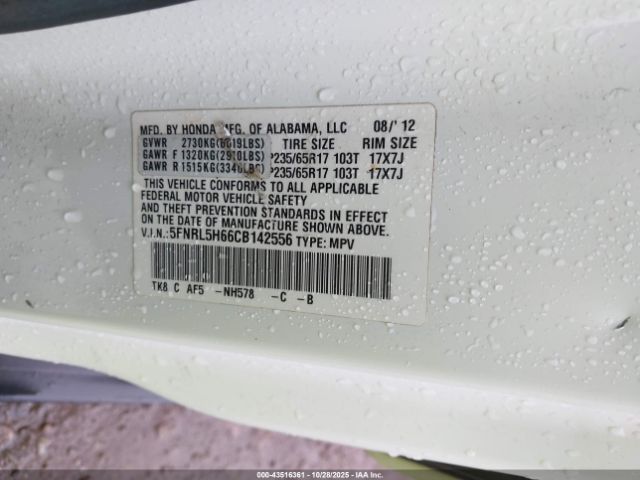 MFD. BY HONDA MFG. OF ALABAMA, LLC 08/' 12
GVWR 2730KG(6019LBS) TIRE SIZE RIM SIZE
GAWR F 1320KG(2910LBS) P235/65R17 103T 17X7J
GAWR R 1515KG(3340LBS) P235/65R17 103T 17X7J
THIS VEHICLE CONFORMS TO ALL APPLICABLE
FEDERAL MOTOR VEHICLE SAFETY
AND THEFT PREVENTION STANDARDS IN EFFECT
ON THE DATE OF MANUFACTURE SHOWN ABOVE.
V.I.N.: 5FNRL5H66CB142556 TYPE: MPV
TK8 C AF5 -NH578 -C -B
00-43516361 - 10/28/2025 - IAAI.com